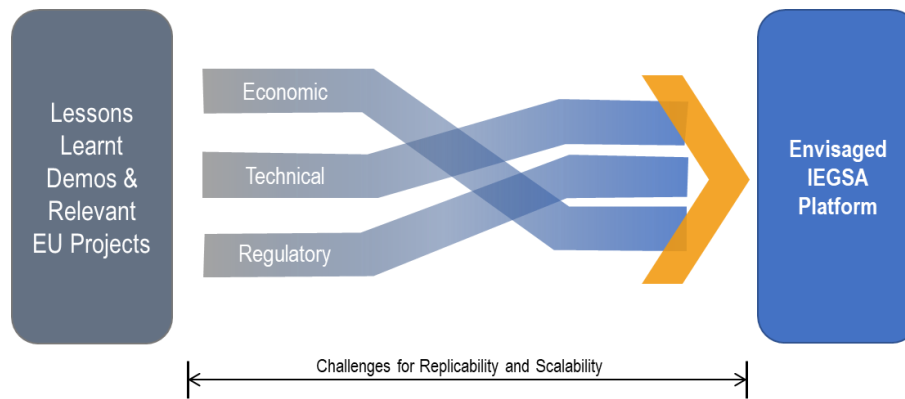 Lessons
Learnt
Demos &
Relevant
EU Projects
Economic
Technical
Regulatory
Envisaged
IEGSA
Platform
Challenges for Replicability and Scalability